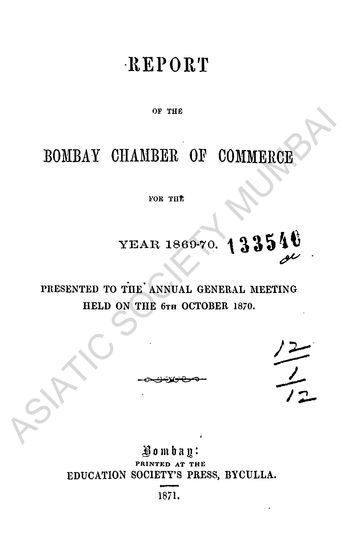 REPORT
OF THE
BOMBAY CHAMBER OF COMMERCE
FOR THE
YEAR 1869-70.
133540
PRESENTED TO THE ANNUAL GENERAL MEETING
HELD ON THE 6TH OCTOBER 1870.
12
1
12
Bombay:
PRINTED AT THE
EDUCATION SOCIETY'S PRESS, BYCULLA.
1871.
ASIATIC SOCIETY MUMBAI